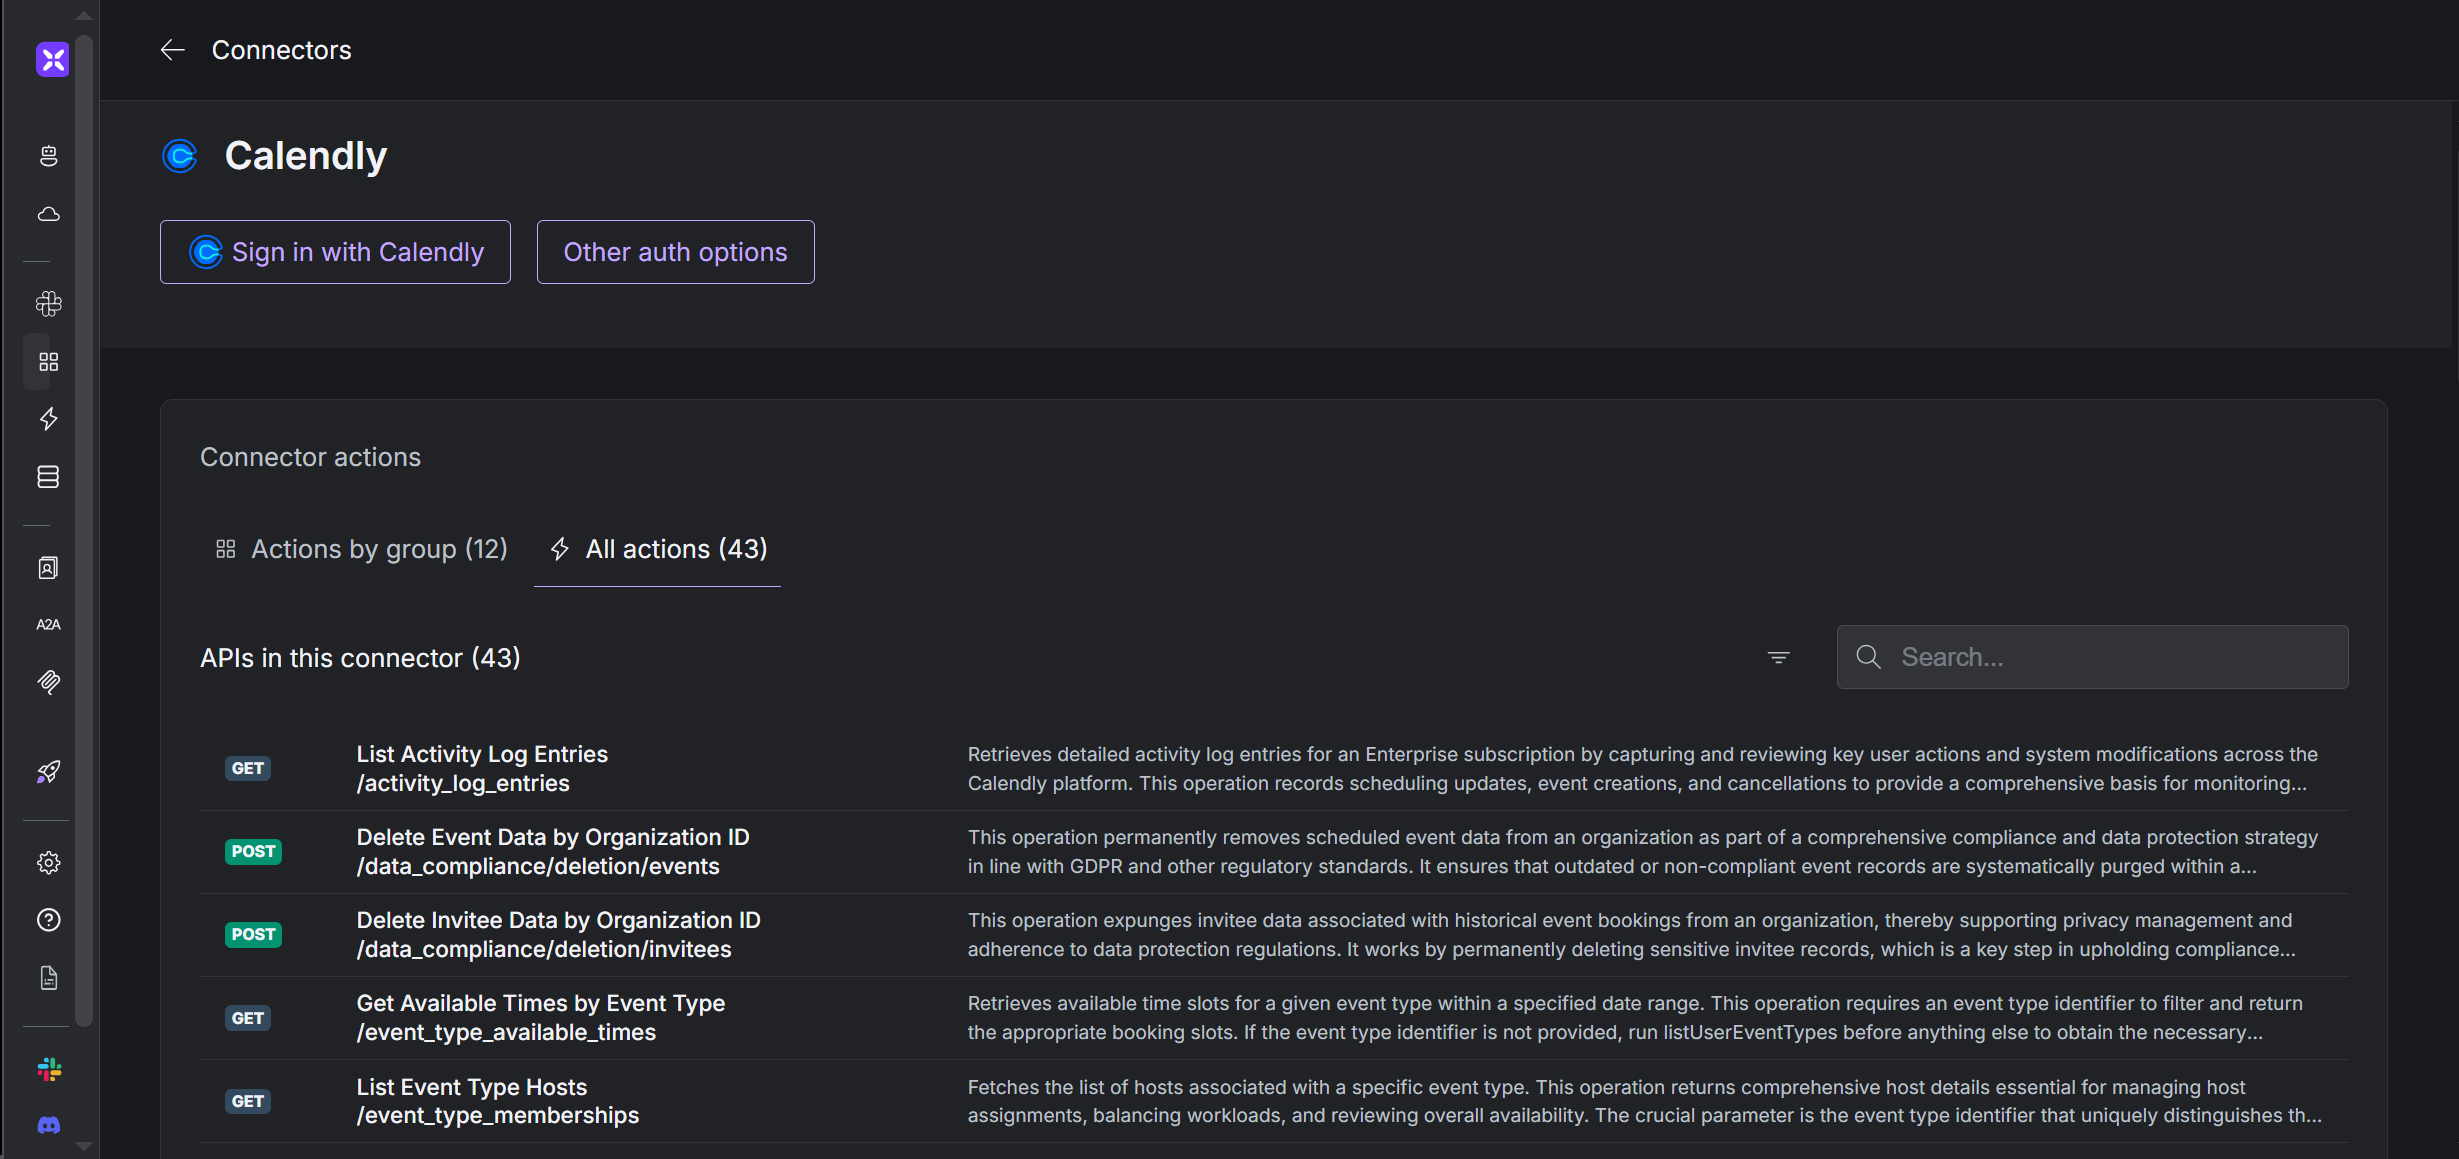 Connectors
Calendly
Sign in with Calendly
Other auth options
Connector actions
Actions by group (12)
All actions (43)
APIs in this connector (43)
Search...
GET
List Activity Log Entries
/activity_log_entries
Retrieves detailed activity log entries for an Enterprise subscription by capturing and reviewing key user actions and system modifications across the
Calendly platform. This operation records scheduling updates, event creations, and cancellations to provide a comprehensive basis for monitoring...
POST
Delete Event Data by Organization ID
/data_compliance/deletion/events
This operation permanently removes scheduled event data from an organization as part of a comprehensive compliance and data protection strategy
in line with GDPR and other regulatory standards. It ensures that outdated or non-compliant event records are systematically purged within a...
POST
Delete Invitee Data by Organization ID
/data_compliance/deletion/invitees
This operation expunges invitee data associated with historical event bookings from an organization, thereby supporting privacy management and
adherence to data protection regulations. It works by permanently deleting sensitive invitee records, which is a key step in upholding compliance...
GET
Get Available Times by Event Type
/event_type_available_times
Retrieves available time slots for a given event type within a specified date range. This operation requires an event type identifier to filter and return
the appropriate booking slots. If the event type identifier is not provided, run listUserEventTypes before anything else to obtain the necessary...
GET
List Event Type Hosts
/event_type_memberships
Fetches the list of hosts associated with a specific event type. This operation returns comprehensive host details essential for managing host
assignments, balancing workloads, and reviewing overall availability. The crucial parameter is the event type identifier that uniquely distinguishes th...
A2A